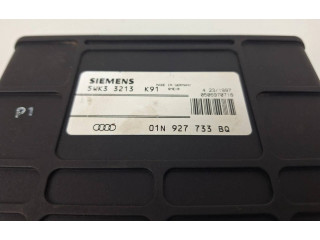 SIEMENS
MADE IN GERMANY
5WK3 3213 K91
P1
01N 927 733 BQ